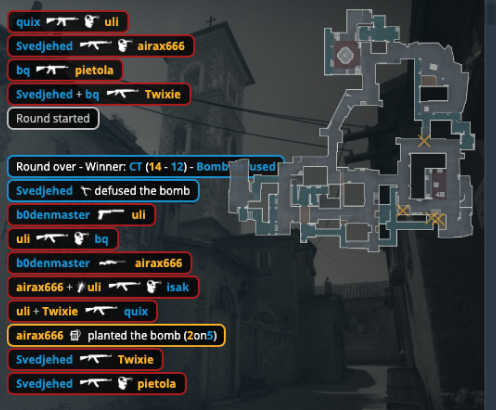 quix uli
Svedjehed airax666
bq pietola
Svedjehed + bq Twixie
Round started
Round over - Winner: CT (14 - 12) - Bomb defused
Svedjehed defused the bomb
b0denmaster uli
uli bq
b0denmaster airax666
airax666 + uli isak
uli + Twixie quix
airax666 planted the bomb (2on5)
Svedjehed Twixie
Svedjehed pietola